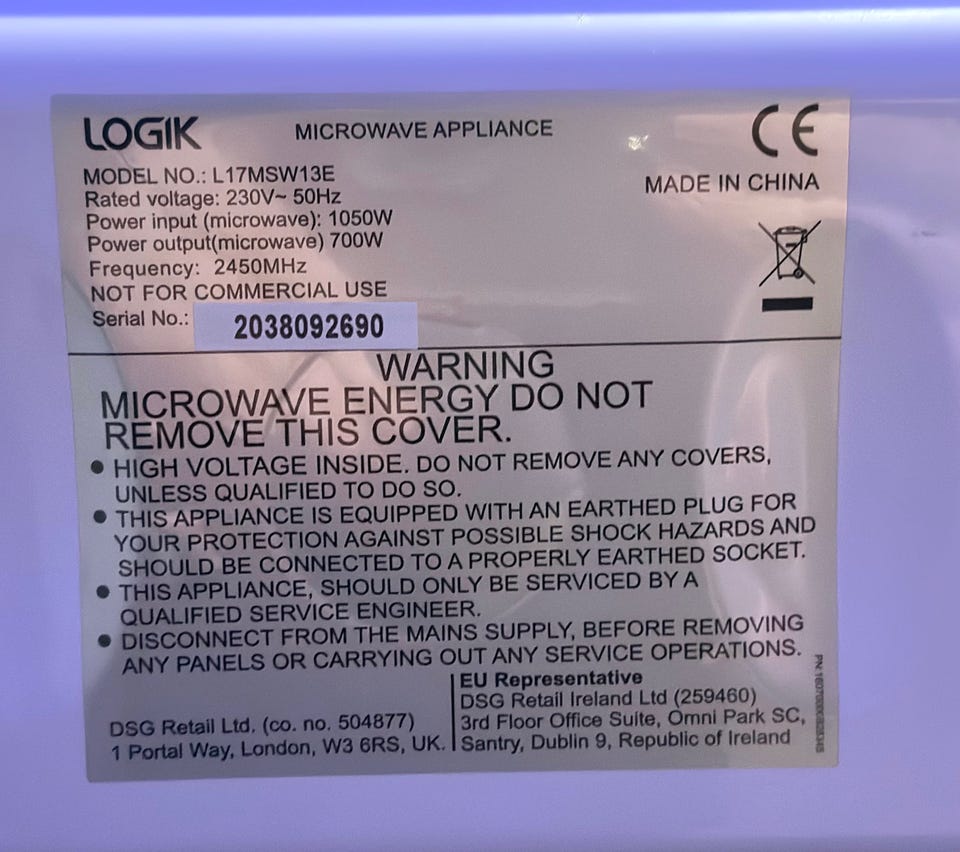 LOGIK
MICROWAVE APPLIANCE
CE
MODEL NO.: L17MSW13E
Rated voltage: 230V~ 50Hz
Power input (microwave): 1050W
Power output(microwave) 700W
Frequency: 2450MHz
NOT FOR COMMERCIAL USE
Serial No.: 2038092690
MADE IN CHINA
WARNING
MICROWAVE ENERGY DO NOT
REMOVE THIS COVER.
● HIGH VOLTAGE INSIDE. DO NOT REMOVE ANY COVERS,
UNLESS QUALIFIED TO DO SO.
● THIS APPLIANCE IS EQUIPPED WITH AN EARTHED PLUG FOR
YOUR PROTECTION AGAINST POSSIBLE SHOCK HAZARDS AND
SHOULD BE CONNECTED TO A PROPERLY EARTHED SOCKET.
● THIS APPLIANCE, SHOULD ONLY BE SERVICED BY A
QUALIFIED SERVICE ENGINEER.
● DISCONNECT FROM THE MAINS SUPPLY, BEFORE REMOVING
ANY PANELS OR CARRYING OUT ANY SERVICE OPERATIONS.
DSG Retail Ltd. (co. no. 504877)
1 Portal Way, London, W3 6RS, UK.
EU Representative
DSG Retail Ireland Ltd (259460)
3rd Floor Office Suite, Omni Park SC,
Santry, Dublin 9, Republic of Ireland